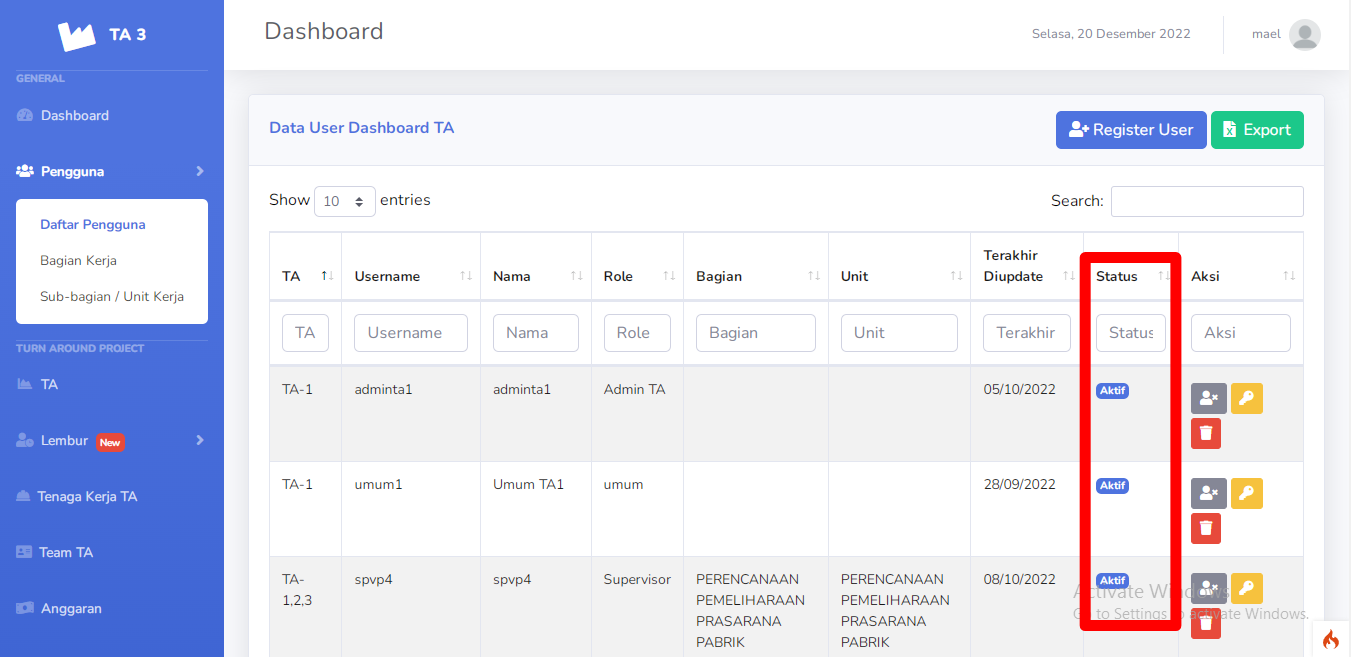 TA 3
Dashboard
Selasa, 20 Desember 2022
mael
GENERAL
Dashboard
Pengguna
Daftar Pengguna
Bagian Kerja
Sub-bagian / Unit Kerja
TURN AROUND PROJECT
TA
Lembur New
Tenaga Kerja TA
Team TA
Anggaran
Data User Dashboard TA
Register User
Export
Show 10 entries
Search:
TA Username Nama Role Bagian Unit Terakhir Diupdate Status Aksi
TA Username Nama Role Bagian Unit Terakhir Status Aksi
TA-1 adminta1 adminta1 Admin TA 05/10/2022 Aktif
TA-1 umum1 Umum TA1 umum 28/09/2022 Aktif
TA- spvp4 spvp4 Supervisor PERENCANAAN PERENCANAAN 08/10/2022 Aktif
1,2,3 PEMELIHARAAN PEMELIHARAAN
PRASARANA PRASARANA
PABRIK PABRIK
Activate Windows
Go to Settings to activate Windows.